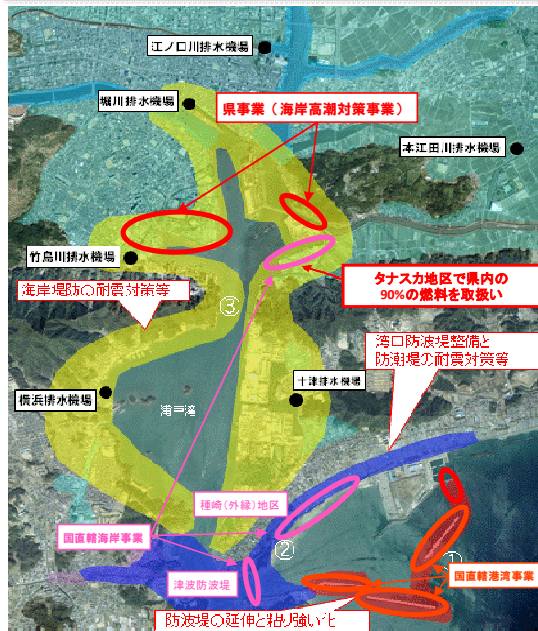 江ノ口川排水機場
堀川排水機場
県事業（海岸高潮対策事業）
本江田川排水機場
竹島川排水機場
タナスカ地区で県内の
90%の燃料を取扱い
海岸堤防の耐震対策等
③
湾口防波堤整備と
防潮堤の耐震対策等
十津排水機場
横浜排水機場
浦戸湾
種崎（外縁）地区
国直轄海岸事業
②
①
津波防波堤
国直轄港湾事業
防波堤の延伸と粘り強い化